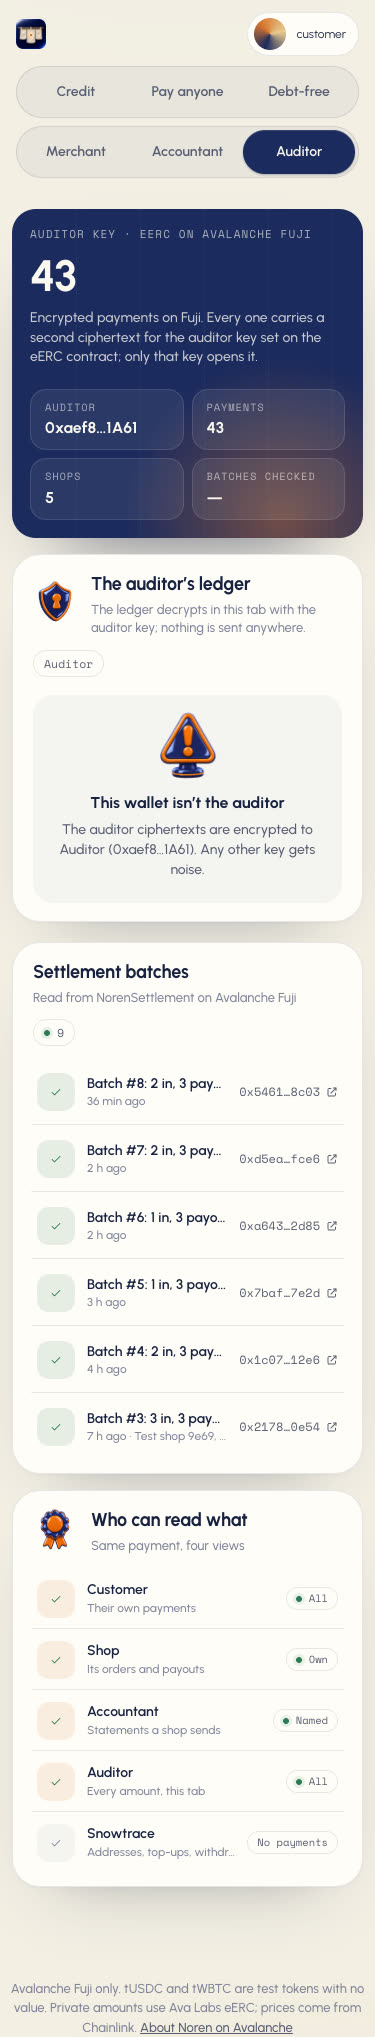 customer
Credit
Pay anyone
Debt-free
Merchant
Accountant
Auditor
AUDITOR KEY · EERC ON AVALANCHE FUJI
43
Encrypted payments on Fuji. Every one carries a
second ciphertext for the auditor key set on the
eERC contract; only that key opens it.
AUDITOR
0xaef8…1A61
PAYMENTS
43
SHOPS
5
BATCHES CHECKED
—
The auditor’s ledger
The ledger decrypts in this tab with the
auditor key; nothing is sent anywhere.
Auditor
This wallet isn’t the auditor
The auditor ciphertexts are encrypted to
Auditor (0xaef8…1A61). Any other key gets
noise.
Settlement batches
Read from NorenSettlement on Avalanche Fuji
9
Batch #8: 2 in, 3 pay…
0x5461…8c03
36 min ago
Batch #7: 2 in, 3 pay…
0xd5ea…fce6
2 h ago
Batch #6: 1 in, 3 payo…
0xa643…2d85
2 h ago
Batch #5: 1 in, 3 payo…
0x7baf…7e2d
3 h ago
Batch #4: 2 in, 3 pay…
0x1c07…12e6
4 h ago
Batch #3: 3 in, 3 pay…
0x2178…0e54
7 h ago · Test shop 9e69, …
Who can read what
Same payment, four views
Customer
Their own payments
All
Shop
Its orders and payouts
Own
Accountant
Statements a shop sends
Named
Auditor
Every amount, this tab
All
Snowtrace
Addresses, top-ups, withdr…
No payments
Avalanche Fuji only. tUSDC and tWBTC are test tokens with no
value. Private amounts use Ava Labs eERC; prices come from
Chainlink. About Noren on Avalanche